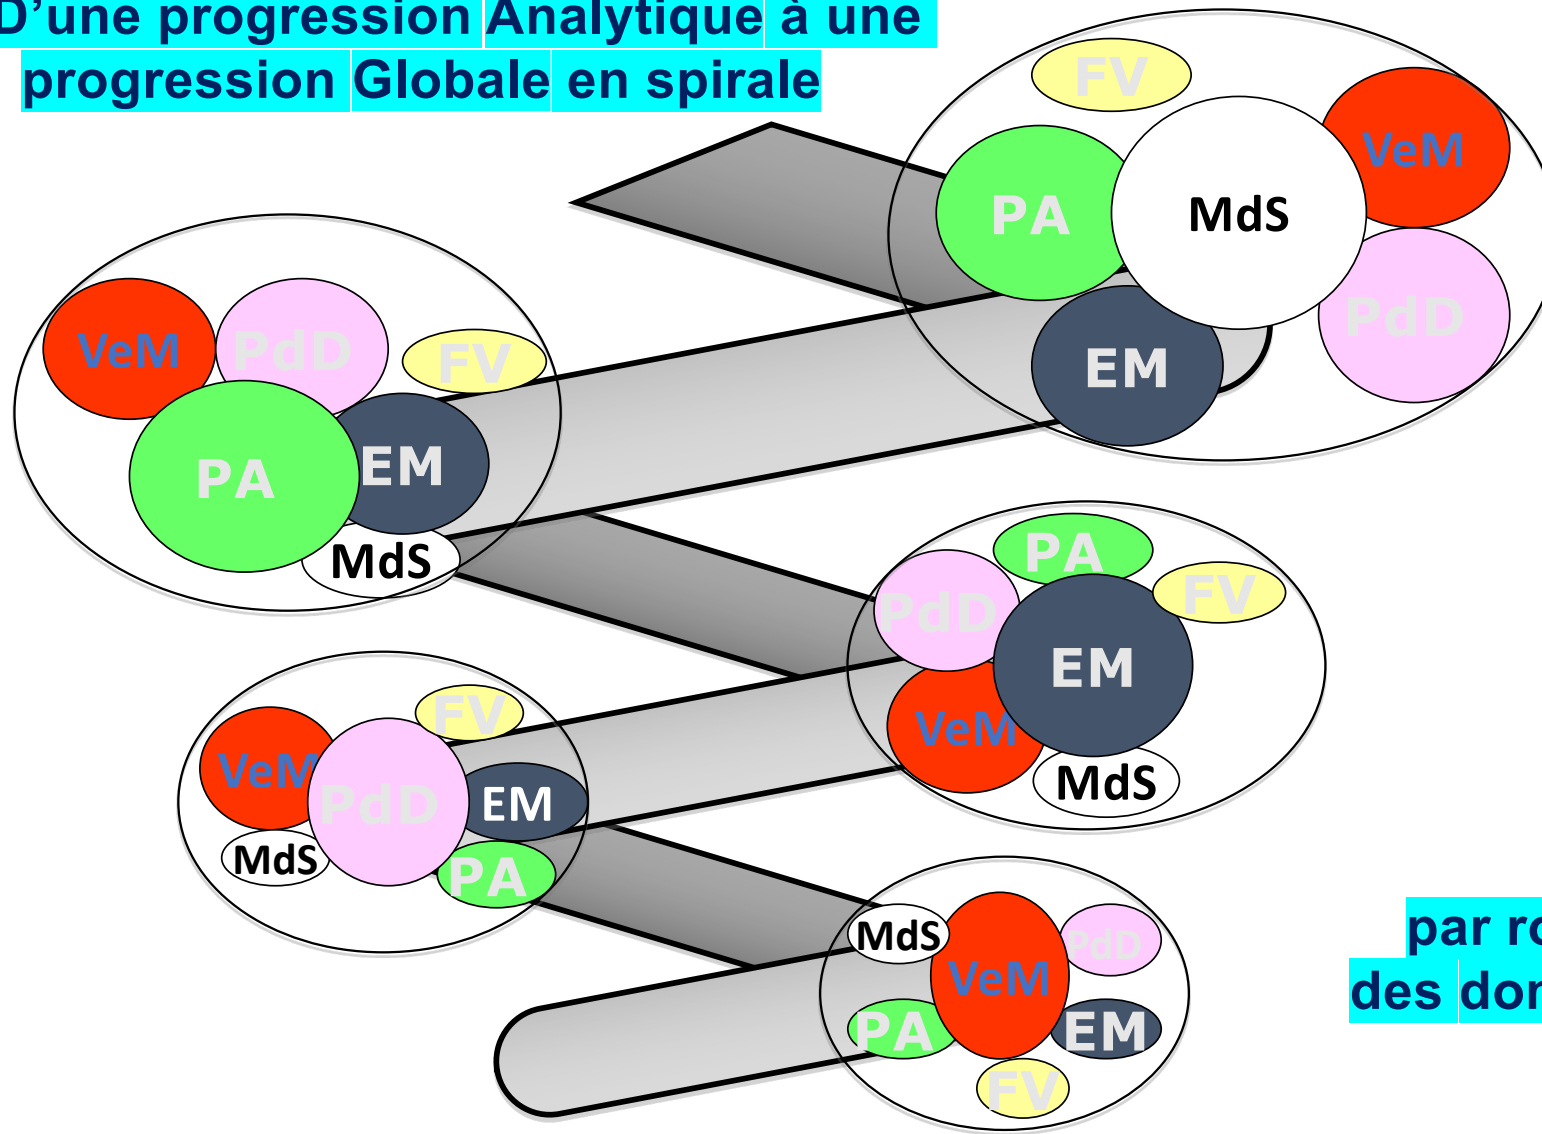 D’une progression Analytique à une
progression Globale en spirale
FV
VeM
PA
MdS
PdD
EM
VeM
PdD
FV
PA
EM
MdS
PA
PdD
FV
EM
VeM
MdS
FV
VeM
PdD
EM
MdS
PA
MdS
PdD
VeM
PA
EM
FV
par
des